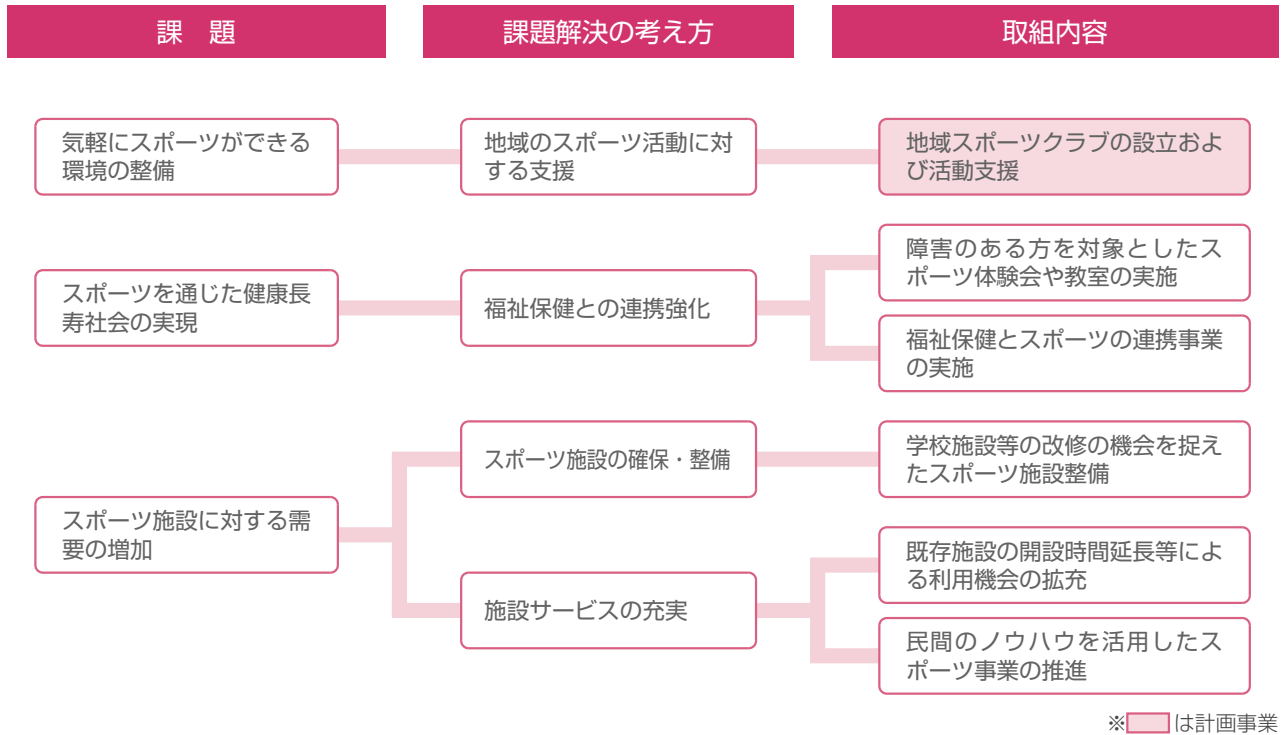 課　題
課題解決の考え方
取組内容
気軽にスポーツができる
環境の整備
地域のスポーツ活動に対
する支援
地域スポーツクラブの設立およ
び活動支援
スポーツを通じた健康長
寿社会の実現
福祉保健との連携強化
障害のある方を対象としたス
ポーツ体験会や教室の実施
福祉保健とスポーツの連携事業
の実施
スポーツ施設に対する需
要の増加
スポーツ施設の確保・整備
学校施設等の改修の機会を捉え
たスポーツ施設整備
施設サービスの充実
既存施設の開設時間延長等によ
る利用機会の拡充
民間のノウハウを活用したス
ポーツ事業の推進
※　は計画事業